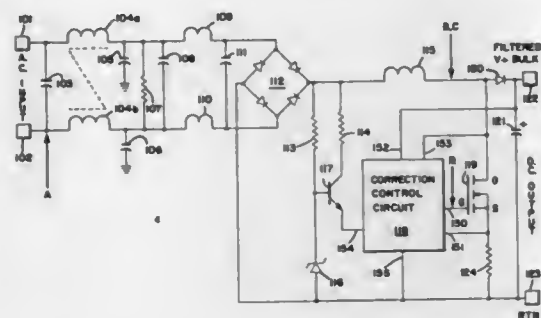 101
104a
109
115
B,C
FILTERED
V+ BULK
A.C. INPUT
103
105
107
108
111
112
120
122
121
+
104b
110
113
114
152
153
119
D
102
106
117
CORRECTION
CONTROL
CIRCUIT
118
G
S
150
151
D.C. OUTPUT
A
154
155
116
124
123
RTN